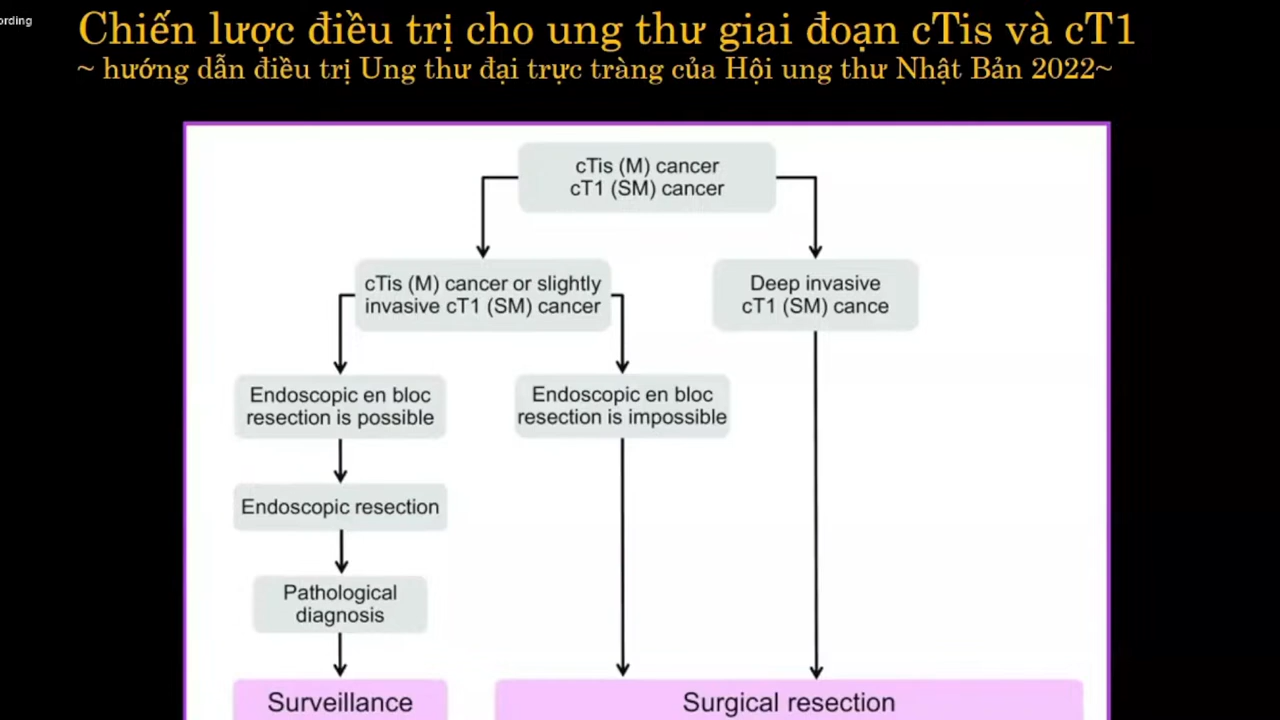 ording
Chiến lược điều trị cho ung thư giai đoạn cTis và cT1
~ hướng dẫn điều trị Ung thư đại trực tràng của Hội ung thư Nhật Bản 2022~
cTis (M) cancer
cT1 (SM) cancer
cTis (M) cancer or slightly
invasive cT1 (SM) cancer
Deep invasive
cT1 (SM) cance
Endoscopic en bloc
resection is possible
Endoscopic en bloc
resection is impossible
Endoscopic resection
Pathological
diagnosis
Surveillance
Surgical resection